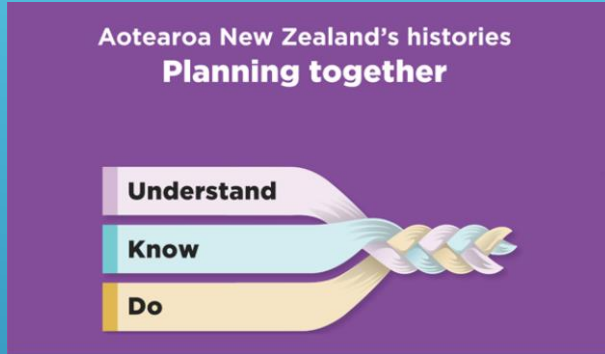 Aotearoa New Zealand's histories
Planning together
Understand
Know
Do